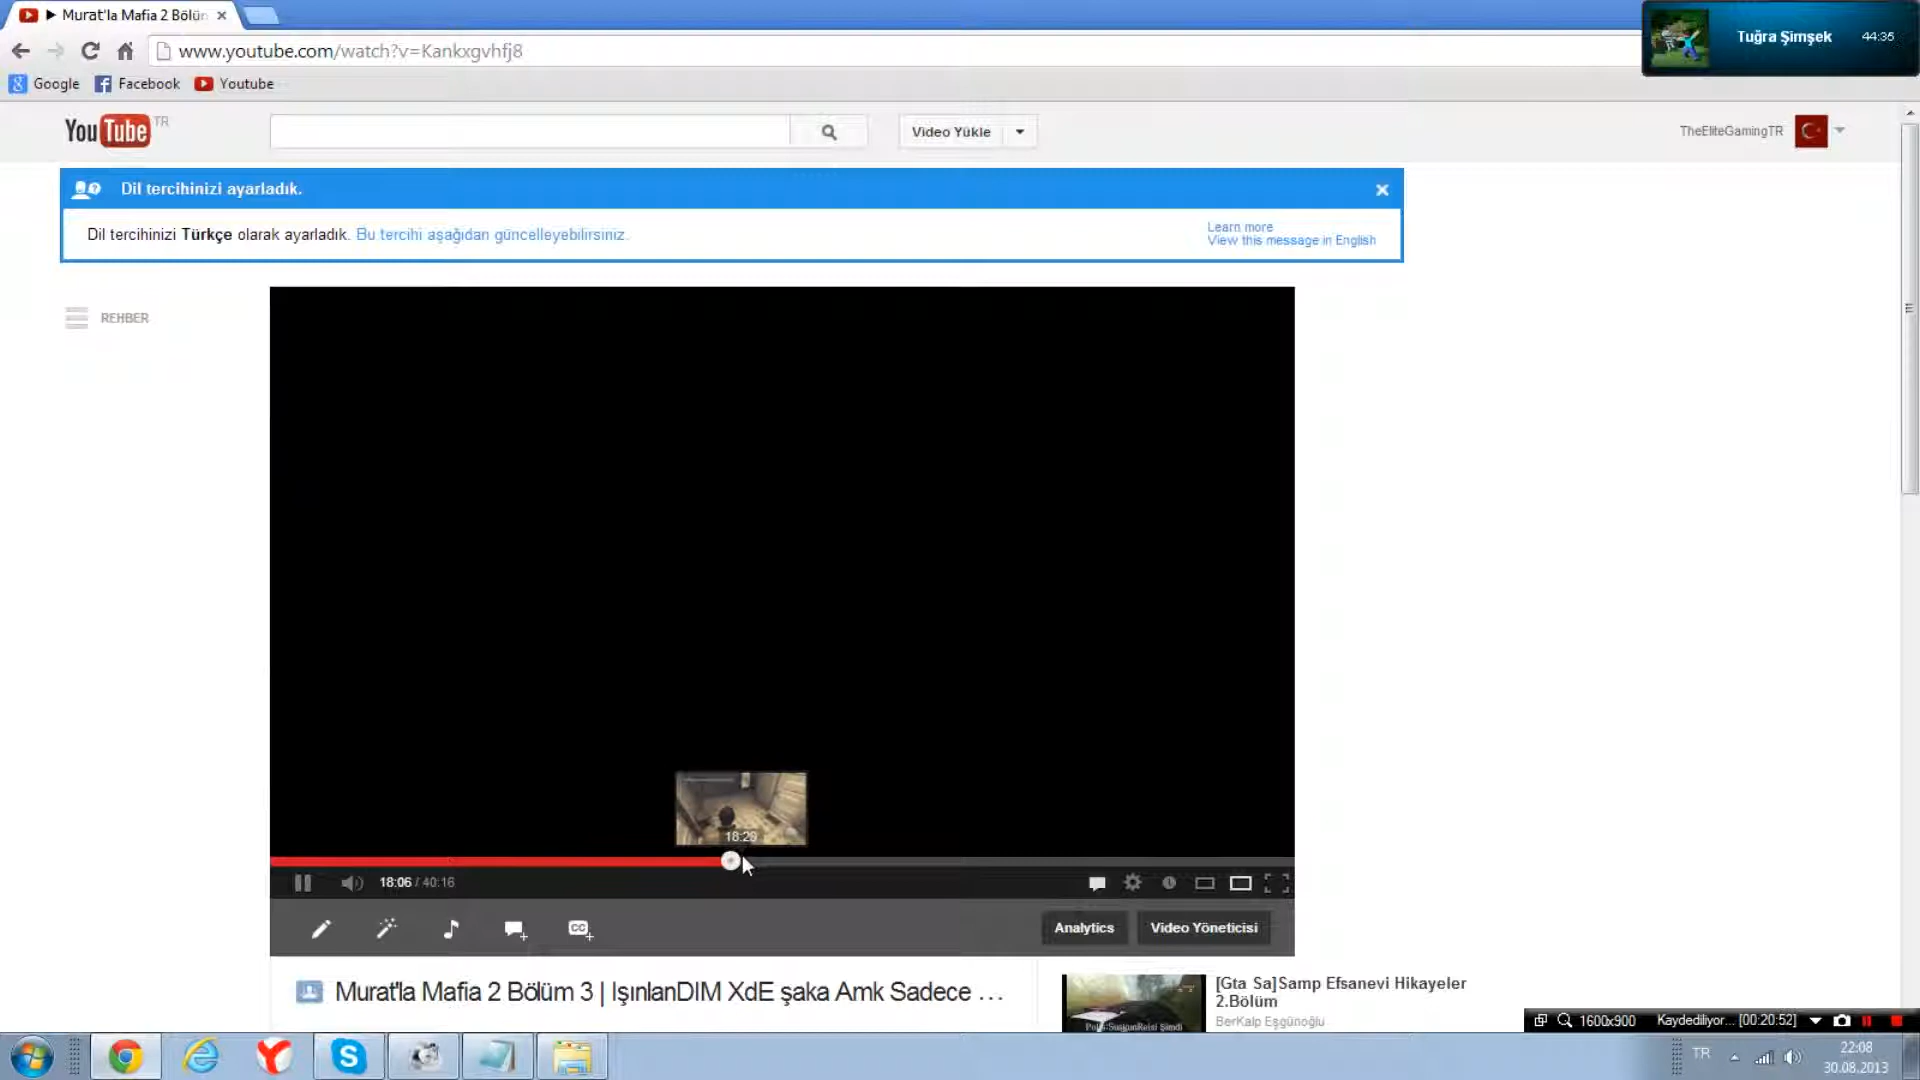 Murat'la Mafia 2 Bölün
Tuğra Şimşek 44:35
www.youtube.com/watch?v=Kankxgvhfj8
Google Facebook Youtube
YouTube TR
Video Yükle
TheEliteGamingTR
Dil tercihinizi ayarladık.
Dil tercihinizi Türkçe olarak ayarladık. Bu tercihi aşağıdan güncelleyebilirsiniz.
Learn more
View this message in English
REHBER
18:29
18:06 / 40:16
CC
Analytics Video Yöneticisi
Murat'la Mafia 2 Bölüm 3 | IşınlanDIM XdE şaka Amk Sadece ...
[Gta Sa]Samp Efsanevi Hikayeler
2.Bölüm
BerKalp Eşgünoğlu
1600x900 Kaydediliyor... [00:20:52]
TR
22:08
30.08.2013